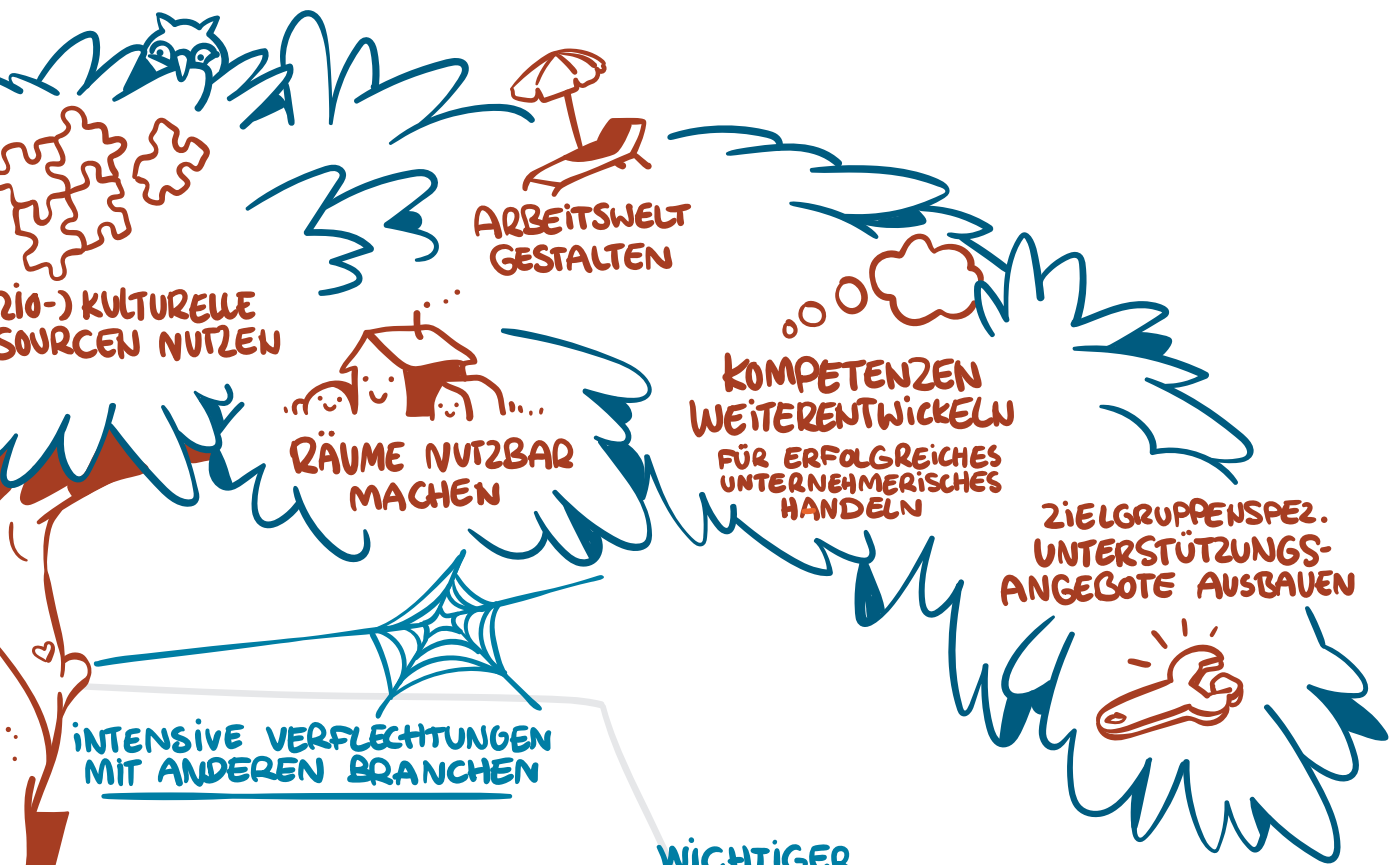 ARBEITSWELT
GESTALTEN
ZIO-) KULTURELLE
SOURCEN NUTZEN
RÄUME NUTZBAR
MACHEN
KOMPETENZEN
WEITERENTWICKELN
FÜR ERFOLGREICHES
UNTERNEHMERISCHES
HANDELN
ZIELGRUPPENSPEZ.
UNTERSTÜTZUNGS-
ANGEBOTE AUSBAUEN
INTENSIVE VERFLECHTUNGEN
MIT ANDEREN BRANCHEN
WICHTIGER